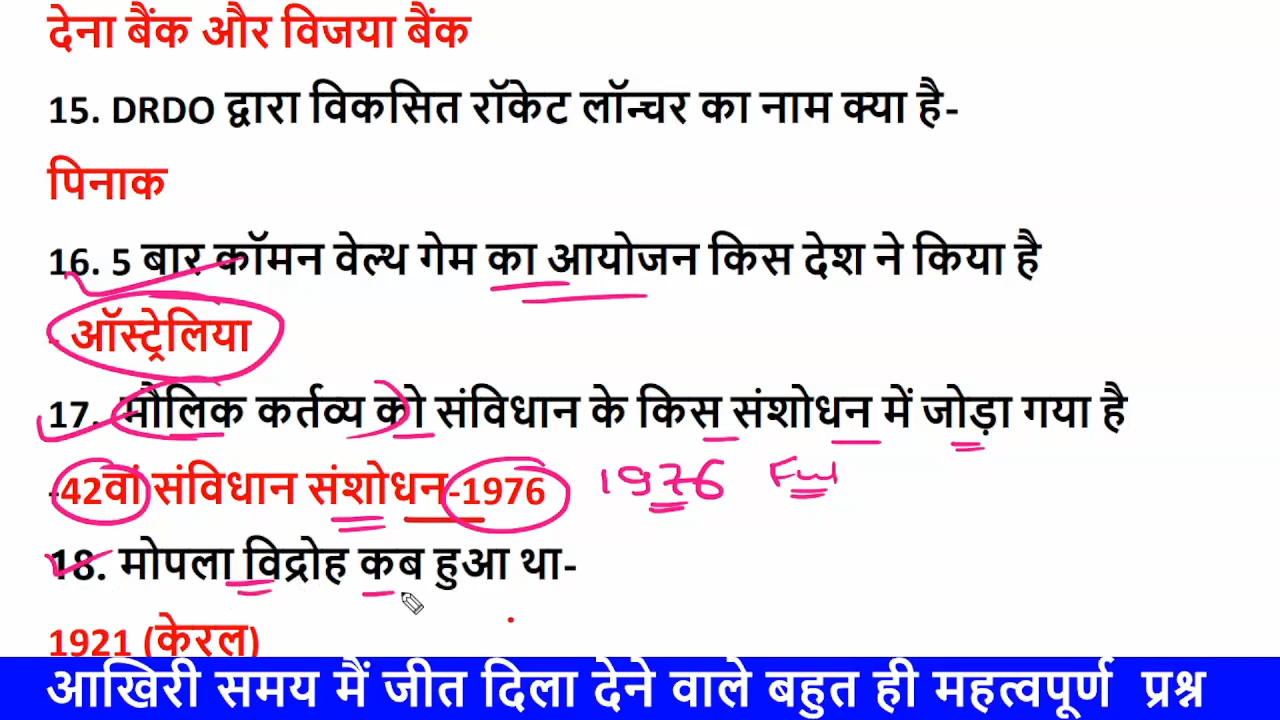 देना बैंक और विजया बैंक
15. DRDO द्वारा विकसित रॉकेट लॉन्चर का नाम क्या है-
पिनाक
16. 5 बार कॉमन वेल्थ गेम का आयोजन किस देश ने किया है
- ऑस्ट्रेलिया
17. मौलिक कर्तव्य को संविधान के किस संशोधन में जोड़ा गया है
-42वां संविधान संशोधन-1976 1976
18. मोपला विद्रोह कब हुआ था-
1921 (केरल)
आखिरी समय मैं जीत दिला देने वाले बहुत ही महत्वपूर्ण प्रश्न